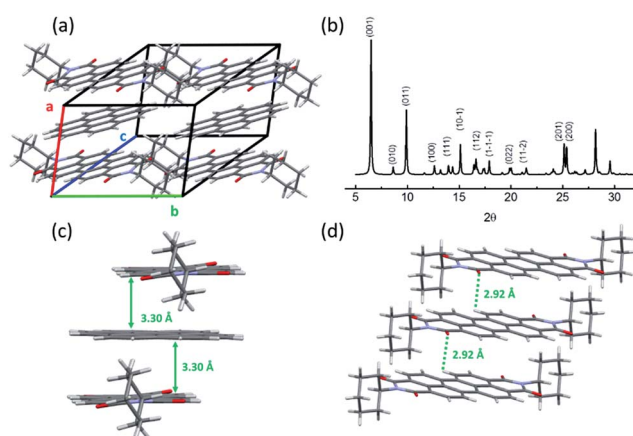 (a)
a
c
b
(b)
(001)
(010)
(011)
(100)
(111)
(10-1)
(112)
(1-1-1)
(022)
(11-2)
(201)
(200)
5 10 15 20 25 30
2θ
(c)
3.30 Å
3.30 Å
(d)
2.92 Å
2.92 Å